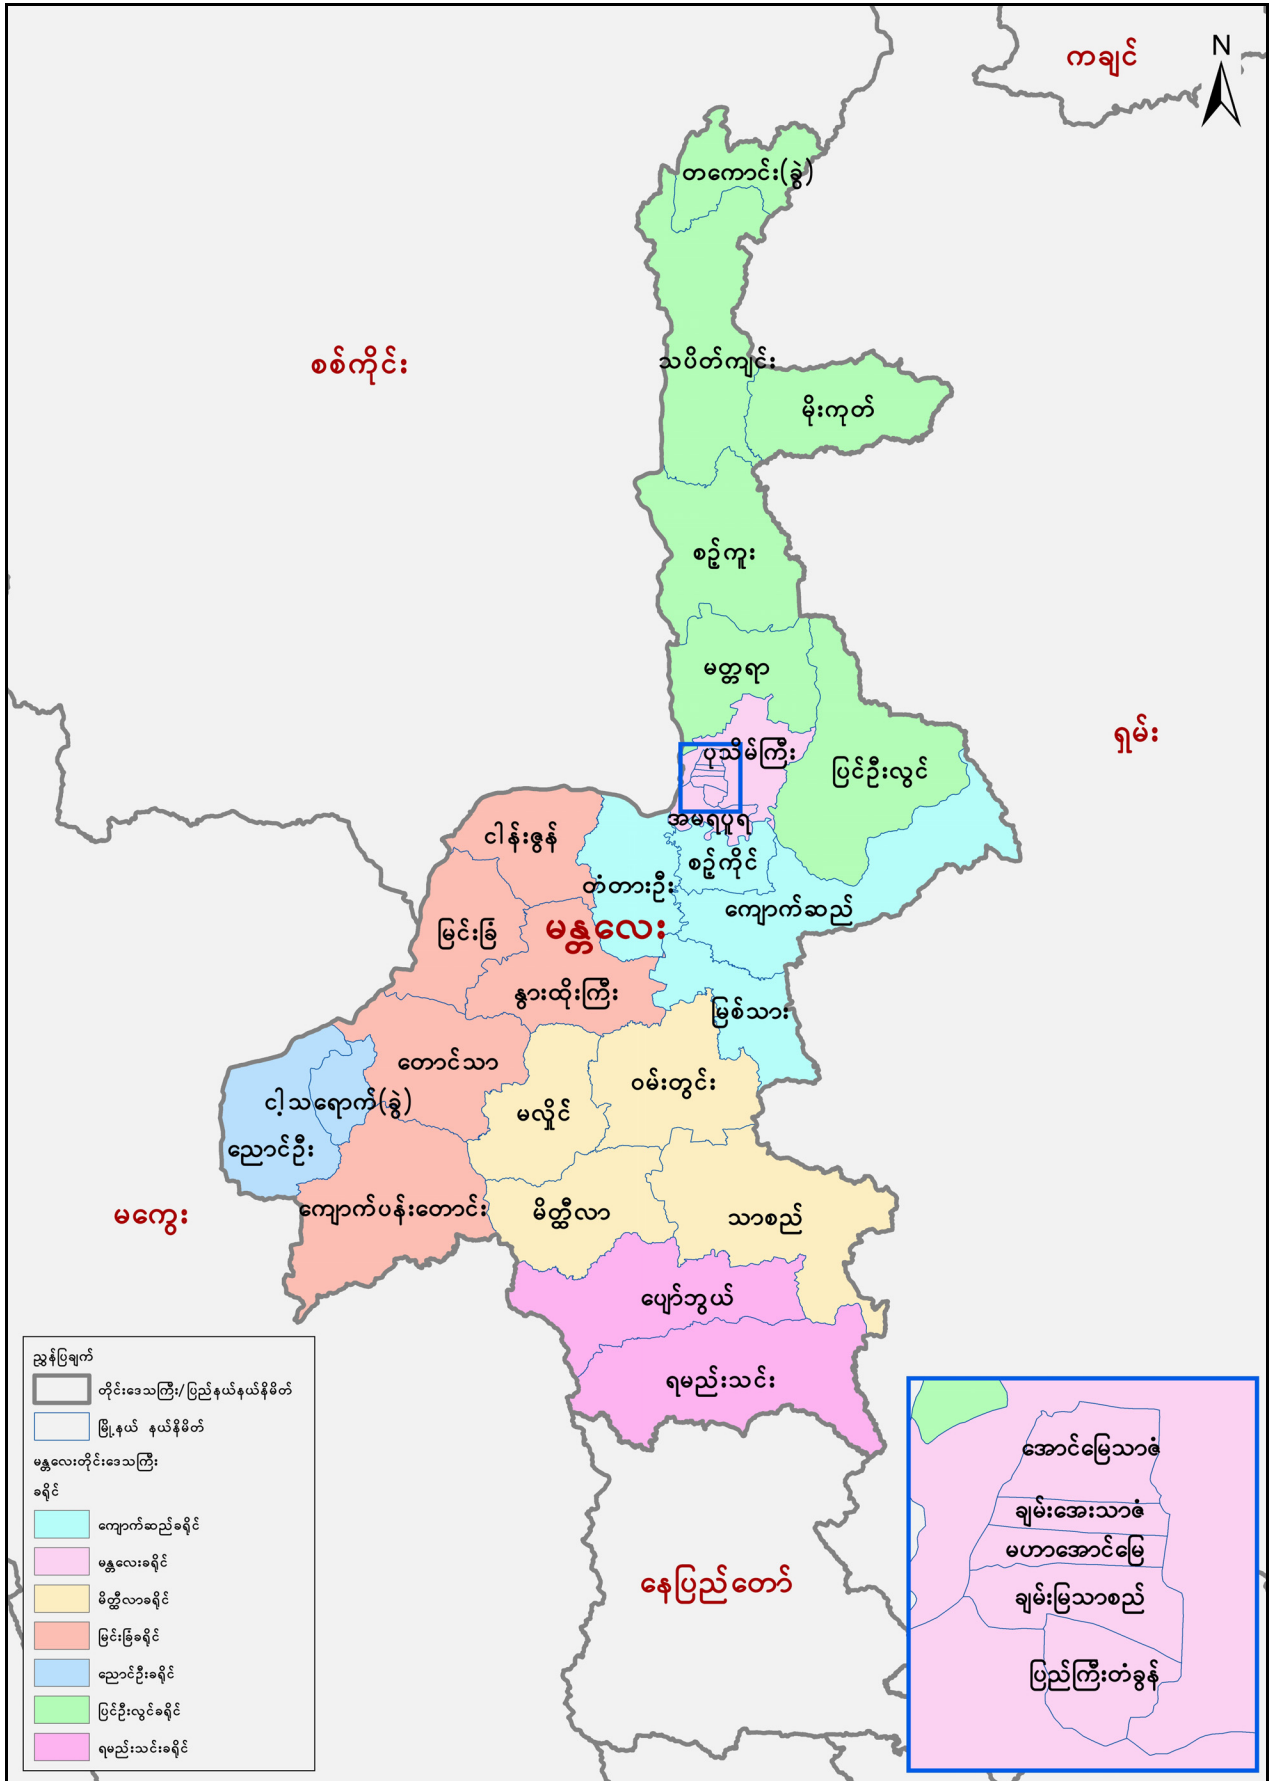 ကချင်
N
တကောင်း(ခွဲ)
စစ်ကိုင်း
သပိတ်ကျင်း
မိုးကုတ်
စဉ့်ကူး
မတ္တရာ
ရှမ်း
ပုသိမ်ကြီး
ပြင်ဦးလွင်
အမရပူရ
ငါန်းဇွန်
စဉ့်ကိုင်
တံတားဦး
ကျောက်ဆည်
မြင်းခြံ
မန္တလေး
နွားထိုးကြီး
မြစ်သား
တောင်သာ
ဝမ်းတွင်း
ငါ့သရောက်(ခွဲ)
မလှိုင်
ညောင်ဦး
မကွေး
ကျောက်ပန်းတောင်း
မိတ္ထီလာ
သာစည်
ပျော်ဘွယ်
ရမည်းသင်း
နေပြည်တော်
ညွှန်ပြချက်
တိုင်းဒေသကြီး/ပြည်နယ်နယ်နိမိတ်
မြို့နယ် နယ်နိမိတ်
မန္တလေးတိုင်းဒေသကြီး
ခရိုင်
ကျောက်ဆည်ခရိုင်
မန္တလေးခရိုင်
မိတ္ထီလာခရိုင်
မြင်းခြံခရိုင်
ညောင်ဦးခရိုင်
ပြင်ဦးလွင်ခရိုင်
ရမည်းသင်းခရိုင်
အောင်မြေသာဇံ
ချမ်းအေးသာဇံ
မဟာအောင်မြေ
ချမ်းမြသာစည်
ပြည်ကြီးတံခွန်